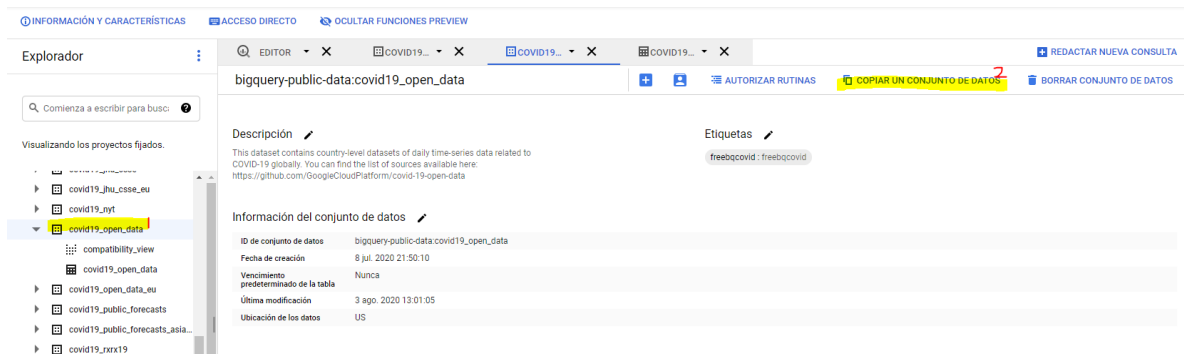 INFORMACIÓN Y CARACTERÍSTICAS ACCESO DIRECTO OCULTAR FUNCIONES PREVIEW
Explorador
EDITOR COVID19... COVID19... COVID19... REDACTAR NUEVA CONSULTA
bigquery-public-data:covid19_open_data
AUTORIZAR RUTINAS COPIAR UN CONJUNTO DE DATOS 2 BORRAR CONJUNTO DE DATOS
Comienza a escribir para busc
Visualizando los proyectos fijados.
covid19_jhu_csse
covid19_jhu_csse_eu
covid19_nyt
covid19_open_data 1
compatibility_view
covid19_open_data
covid19_open_data_eu
covid19_public_forecasts
covid19_public_forecasts_asia...
covid19_rxrx19
Descripción
This dataset contains country-level datasets of daily time-series data related to
COVID-19 globally. You can find the list of sources available here:
https://github.com/GoogleCloudPlatform/covid-19-open-data
Etiquetas
freebqcovid : freebqcovid
Información del conjunto de datos
ID de conjunto de datos bigquery-public-data:covid19_open_data
Fecha de creación 8 jul. 2020 21:50:10
Vencimiento Nunca
predeterminado de la tabla
Última modificación 3 ago. 2020 13:01:05
Ubicación de los datos US